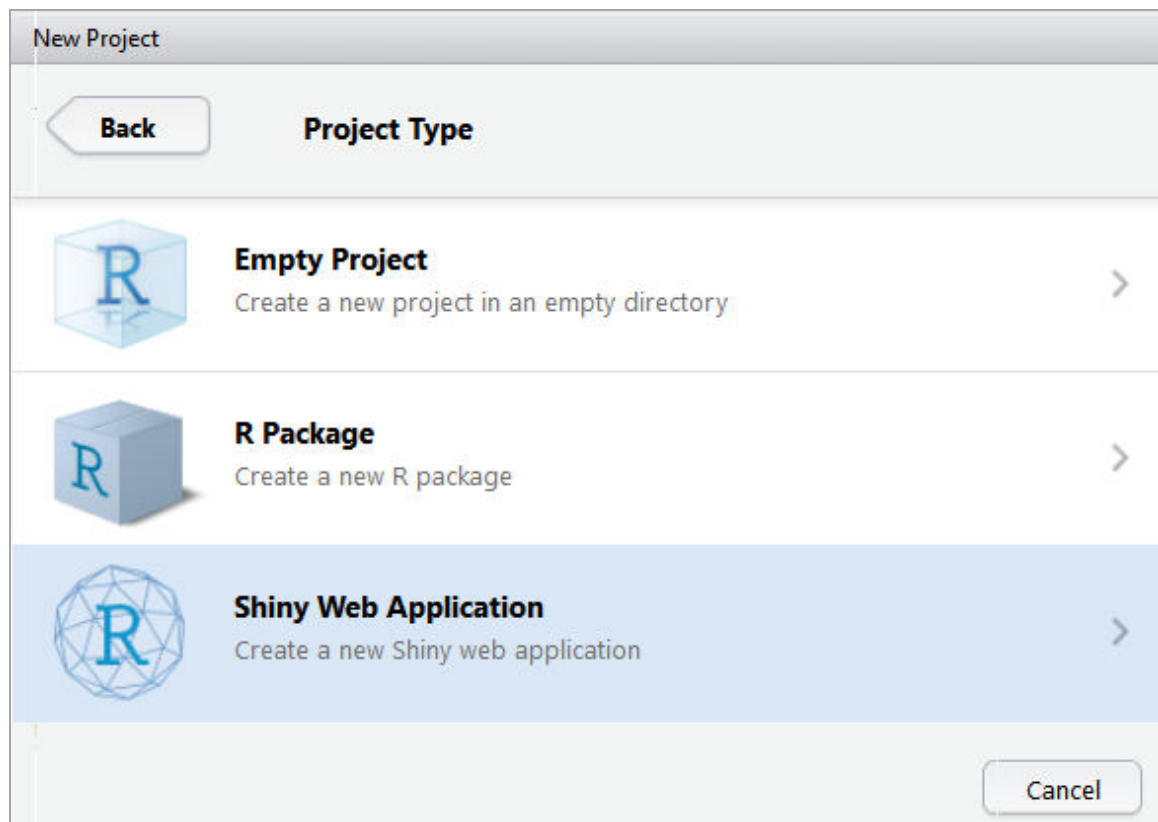 New Project
Back
Project Type
R
Empty Project
Create a new project in an empty directory
R
R Package
Create a new R package
R
Shiny Web Application
Create a new Shiny web application
Cancel